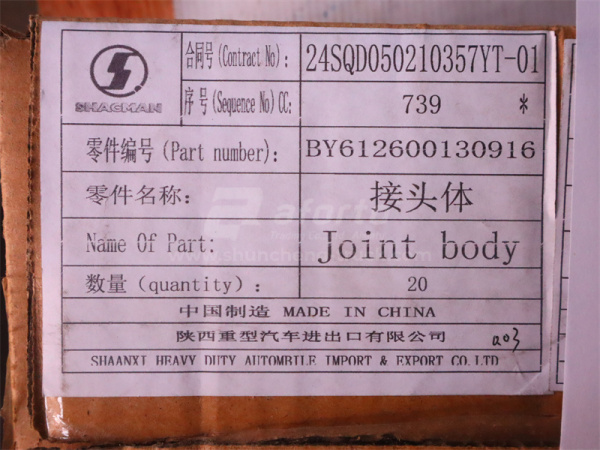 合同号(Contract No): 24SQD050210357YT-01
SHACMAN
序号(Sequence No)CC: 739 *
零件编号(Part number): BY612600130916
零件名称: 接头体
Name Of Part: Joint body
数量(quantity): 20
中国制造 MADE IN CHINA
陕西重型汽车进出口有限公司
a03
SHAANXI HEAVY DUTY AUTOMBILE IMPORT & EXPORT CO.LTD